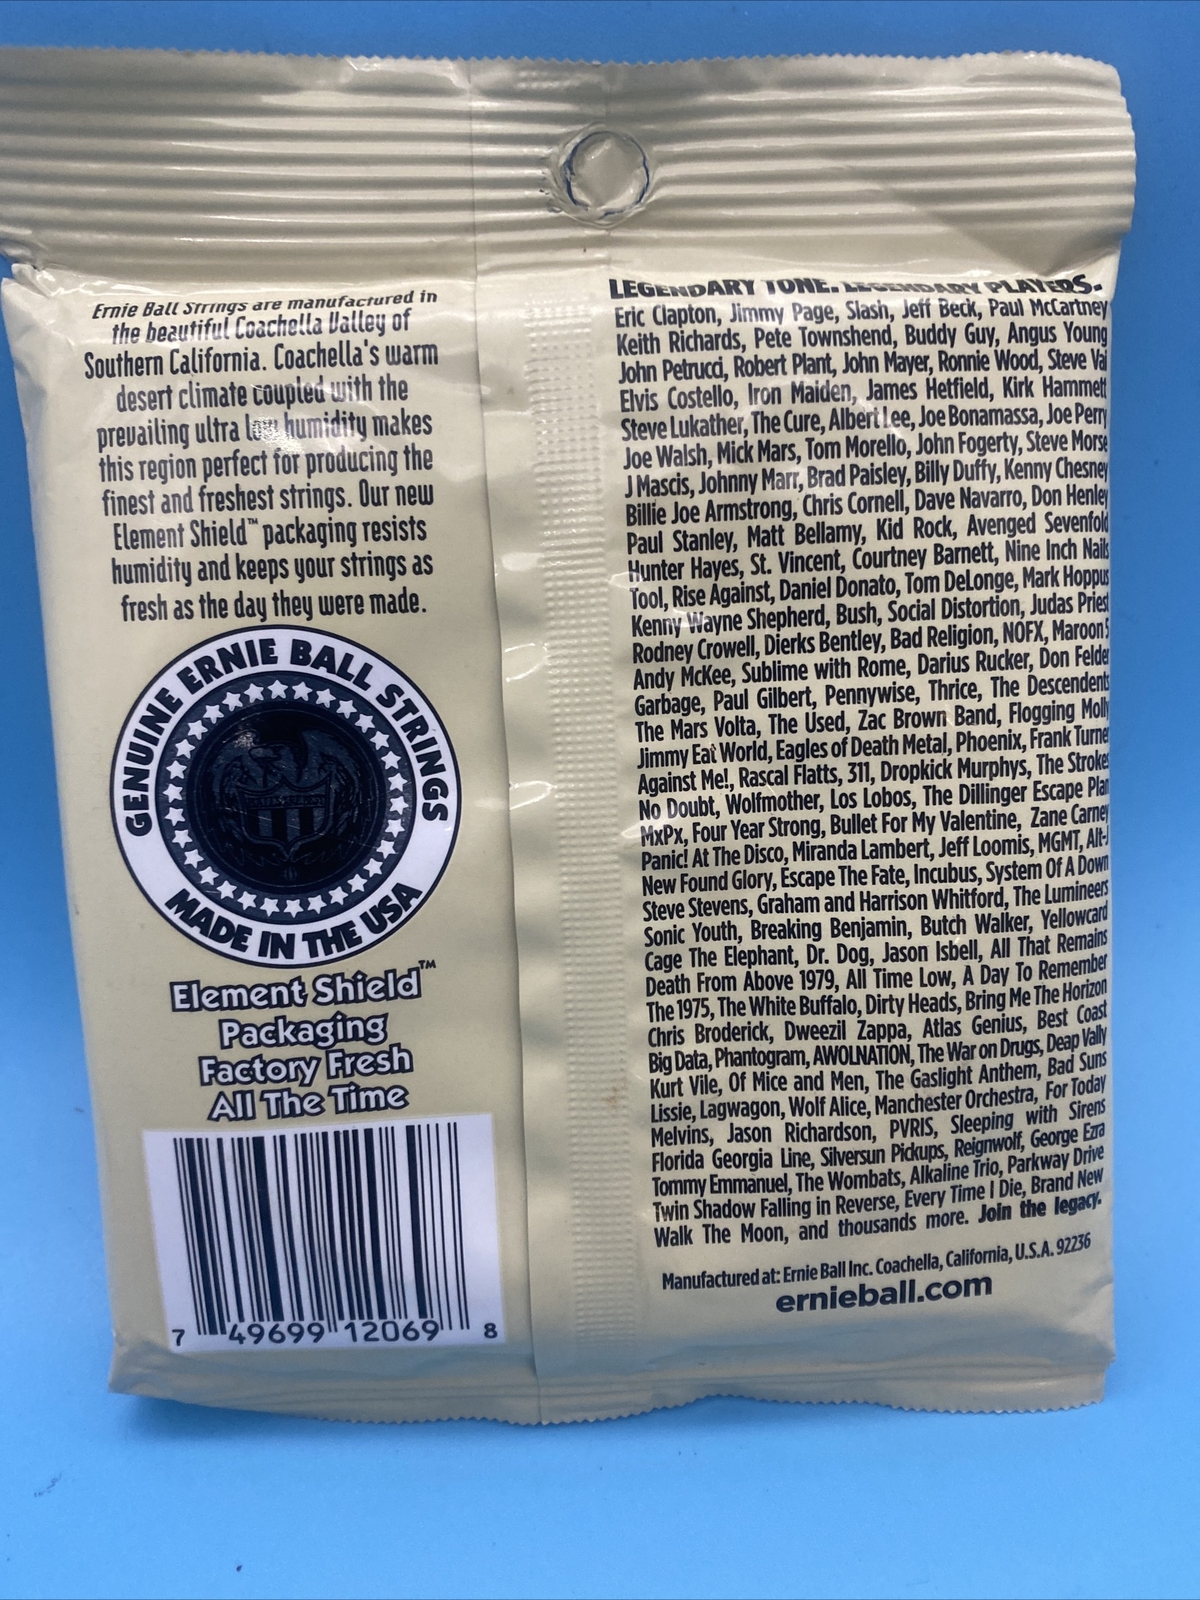 Ernie Ball Strings are manufactured in
the beautiful Coachella Valley of
Southern California. Coachella's warm
desert climate coupled with the
prevailing ultra low humidity makes
this region perfect for producing the
finest and freshest strings. Our new
Element Shield™ packaging resists
humidity and keeps your strings as
fresh as the day they were made.
GENUINE ERNIE BALL STRINGS
MADE IN THE USA
Element Shield™
Packaging
Factory Fresh
All The Time
7 49699 12069 8
LEGENDARY TONE. LEGENDARY PLAYERS.
Eric Clapton, Jimmy Page, Slash, Jeff Beck, Paul McCartney
Keith Richards, Pete Townshend, Buddy Guy, Angus Young
John Petrucci, Robert Plant, John Mayer, Ronnie Wood, Steve Vai
Elvis Costello, Iron Maiden, James Hetfield, Kirk Hammett
Steve Lukather, The Cure, Albert Lee, Joe Bonamassa, Joe Perry
Joe Walsh, Mick Mars, Tom Morello, John Fogerty, Steve Morse
J Mascis, Johnny Marr, Brad Paisley, Billy Duffy, Kenny Chesney
Billie Joe Armstrong, Chris Cornell, Dave Navarro, Don Henley
Paul Stanley, Matt Bellamy, Kid Rock, Avenged Sevenfold
Hunter Hayes, St. Vincent, Courtney Barnett, Nine Inch Nails
Tool, Rise Against, Daniel Donato, Tom DeLonge, Mark Hoppus
Kenny Wayne Shepherd, Bush, Social Distortion, Judas Priest
Rodney Crowell, Dierks Bentley, Bad Religion, NOFX, Maroon 5
Andy McKee, Sublime with Rome, Darius Rucker, Don Felder
Garbage, Paul Gilbert, Pennywise, Thrice, The Descendents
The Mars Volta, The Used, Zac Brown Band, Flogging Molly
Jimmy Eat World, Eagles of Death Metal, Phoenix, Frank Turner
Against Me!, Rascal Flatts, 311, Dropkick Murphys, The Strokes
No Doubt, Wolfmother, Los Lobos, The Dillinger Escape Plan
MxPx, Four Year Strong, Bullet For My Valentine, Zane Carney
Panic! At The Disco, Miranda Lambert, Jeff Loomis, MGMT, Alt-J
New Found Glory, Escape The Fate, Incubus, System Of A Down
Steve Stevens, Graham and Harrison Whitford, The Lumineers
Sonic Youth, Breaking Benjamin, Butch Walker, Yellowcard
Cage The Elephant, Dr. Dog, Jason Isbell, All That Remains
Death From Above 1979, All Time Low, A Day To Remember
The 1975, The White Buffalo, Dirty Heads, Bring Me The Horizon
Chris Broderick, Dweezil Zappa, Atlas Genius, Best Coast
Big Data, Phantogram, AWOLNATION, The War on Drugs, Deap Vally
Kurt Vile, Of Mice and Men, The Gaslight Anthem, Bad Suns
Lissie, Lagwagon, Wolf Alice, Manchester Orchestra, For Today
Melvins, Jason Richardson, PVRIS, Sleeping with Sirens
Florida Georgia Line, Silversun Pickups, Reignwolf, George Ezra
Tommy Emmanuel, The Wombats, Alkaline Trio, Parkway Drive
Twin Shadow Falling in Reverse, Every Time I Die, Brand New
Walk The Moon, and thousands more. Join the legacy.
Manufactured at: Ernie Ball Inc. Coachella, California, U.S.A. 92236
ernieball.com